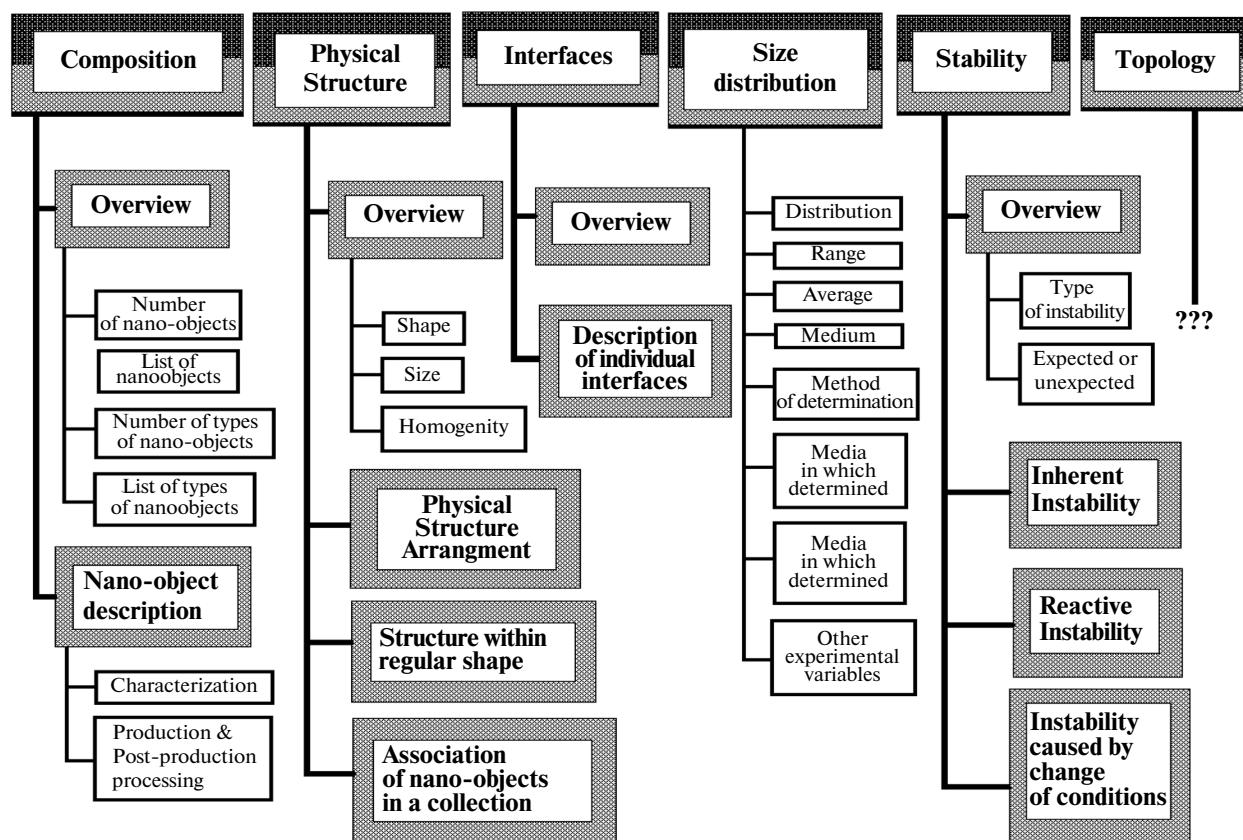 Composition
Overview
Number
of nano-objects
List of
nanoobjects
Number of types
of nano-objects
List of types
of nanoobjects
Nano-object
description
Characterization
Production &
Post-production
processing
Physical
Structure
Overview
Shape
Size
Homogenity
Physical
Structure
Arrangment
Structure within
regular shape
Association
of nano-objects
in a collection
Interfaces
Overview
Description
of individual
interfaces
Size
distribution
Distribution
Range
Average
Medium
Method
of determination
Media
in which
determined
Media
in which
determined
Other
experimental
variables
Stability
Overview
Type
of instability
Expected or
unexpected
Inherent
Instability
Reactive
Instability
Instability
caused by
change
of conditions
Topology
???